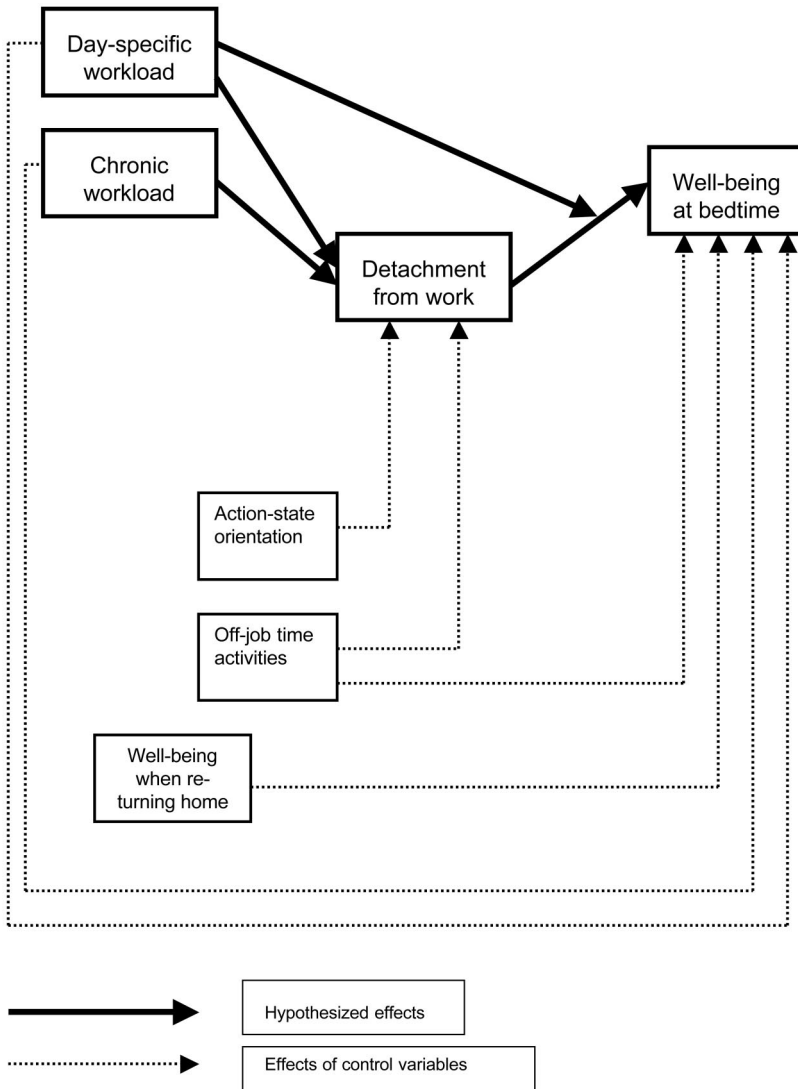 Day-specific
workload
Chronic
workload
Well-being
at bedtime
Detachment
from work
Action-state
orientation
Off-job time
activities
Well-being
when re-
turning home
Hypothesized effects
Effects of control variables